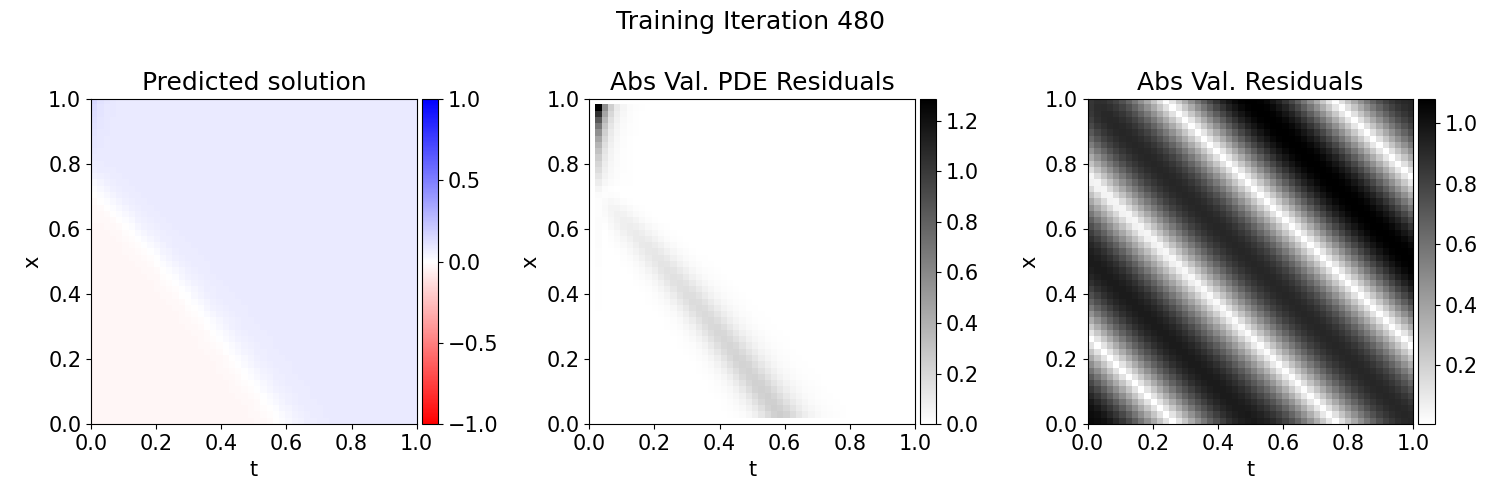 Training Iteration 480
Predicted solution
1.0
0.8
0.6
0.4
0.2
0.0
x
0.0 0.2 0.4 0.6 0.8 1.0
t
1.0
0.5
0.0
−0.5
−1.0
Abs Val. PDE Residuals
1.0
0.8
0.6
0.4
0.2
0.0
x
0.0 0.2 0.4 0.6 0.8 1.0
t
1.2
1.0
0.8
0.6
0.4
0.2
0.0
Abs Val. Residuals
1.0
0.8
0.6
0.4
0.2
0.0
x
0.0 0.2 0.4 0.6 0.8 1.0
t
1.0
0.8
0.6
0.4
0.2